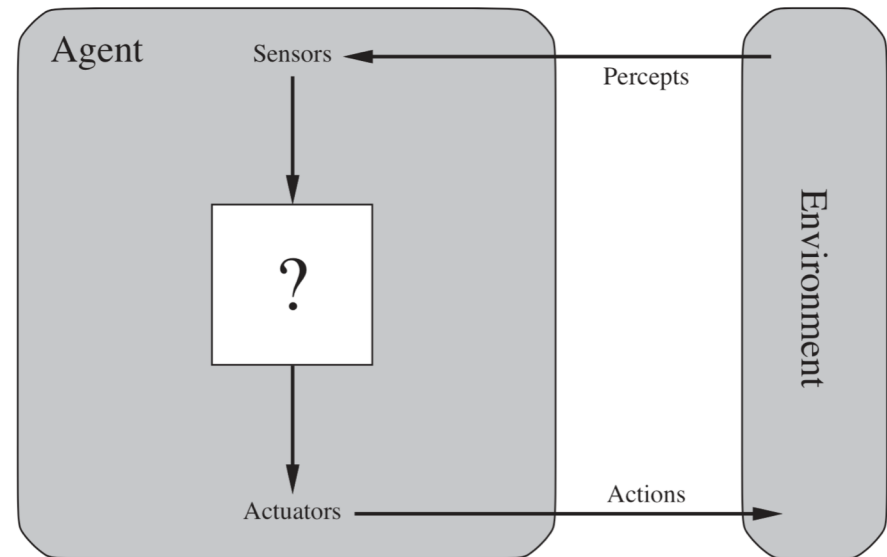 Agent
Sensors
Percepts
?
Environment
Actions
Actuators